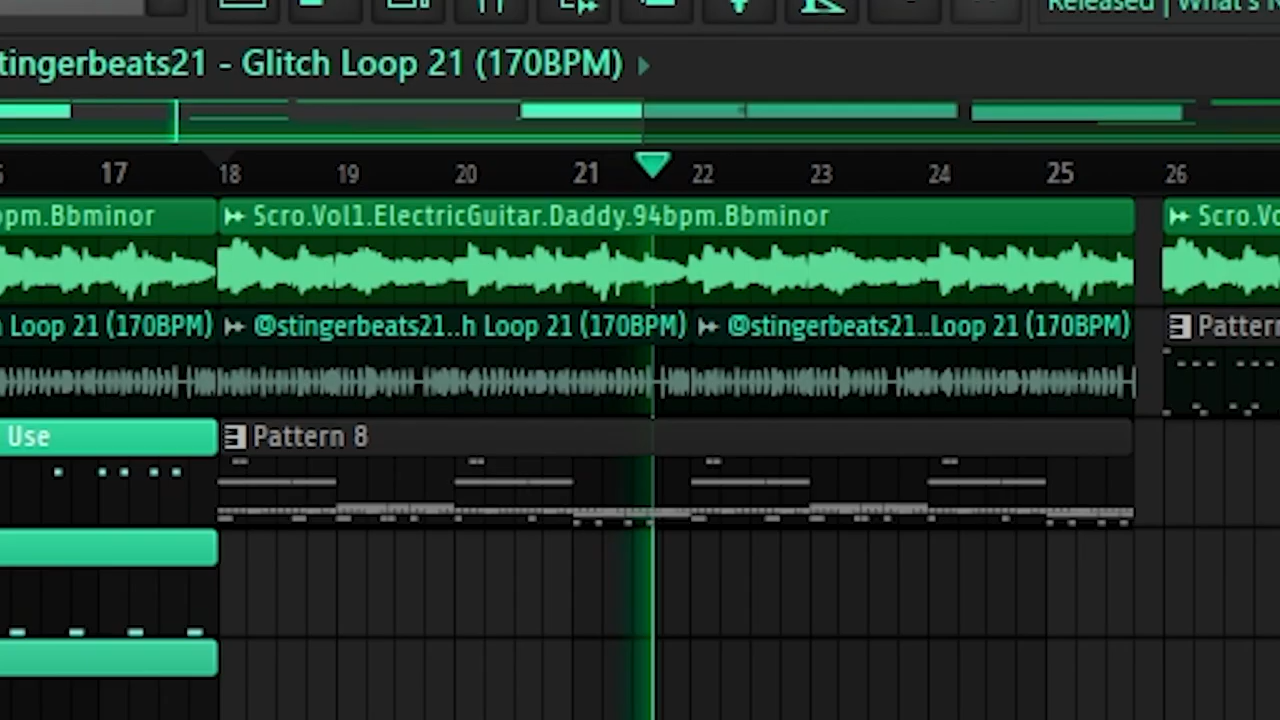 Released | What's N
tingerbeats21 - Glitch Loop 21 (170BPM)
17 18 19 20 21 22 23 24 25 26
bpm.Bbminor Scro.Vol1.ElectricGuitar.Daddy.94bpm.Bbminor Scro.Vo
h Loop 21 (170BPM) @stingerbeats21..h Loop 21 (170BPM) @stingerbeats21..Loop 21 (170BPM) Pattern
Use Pattern 8